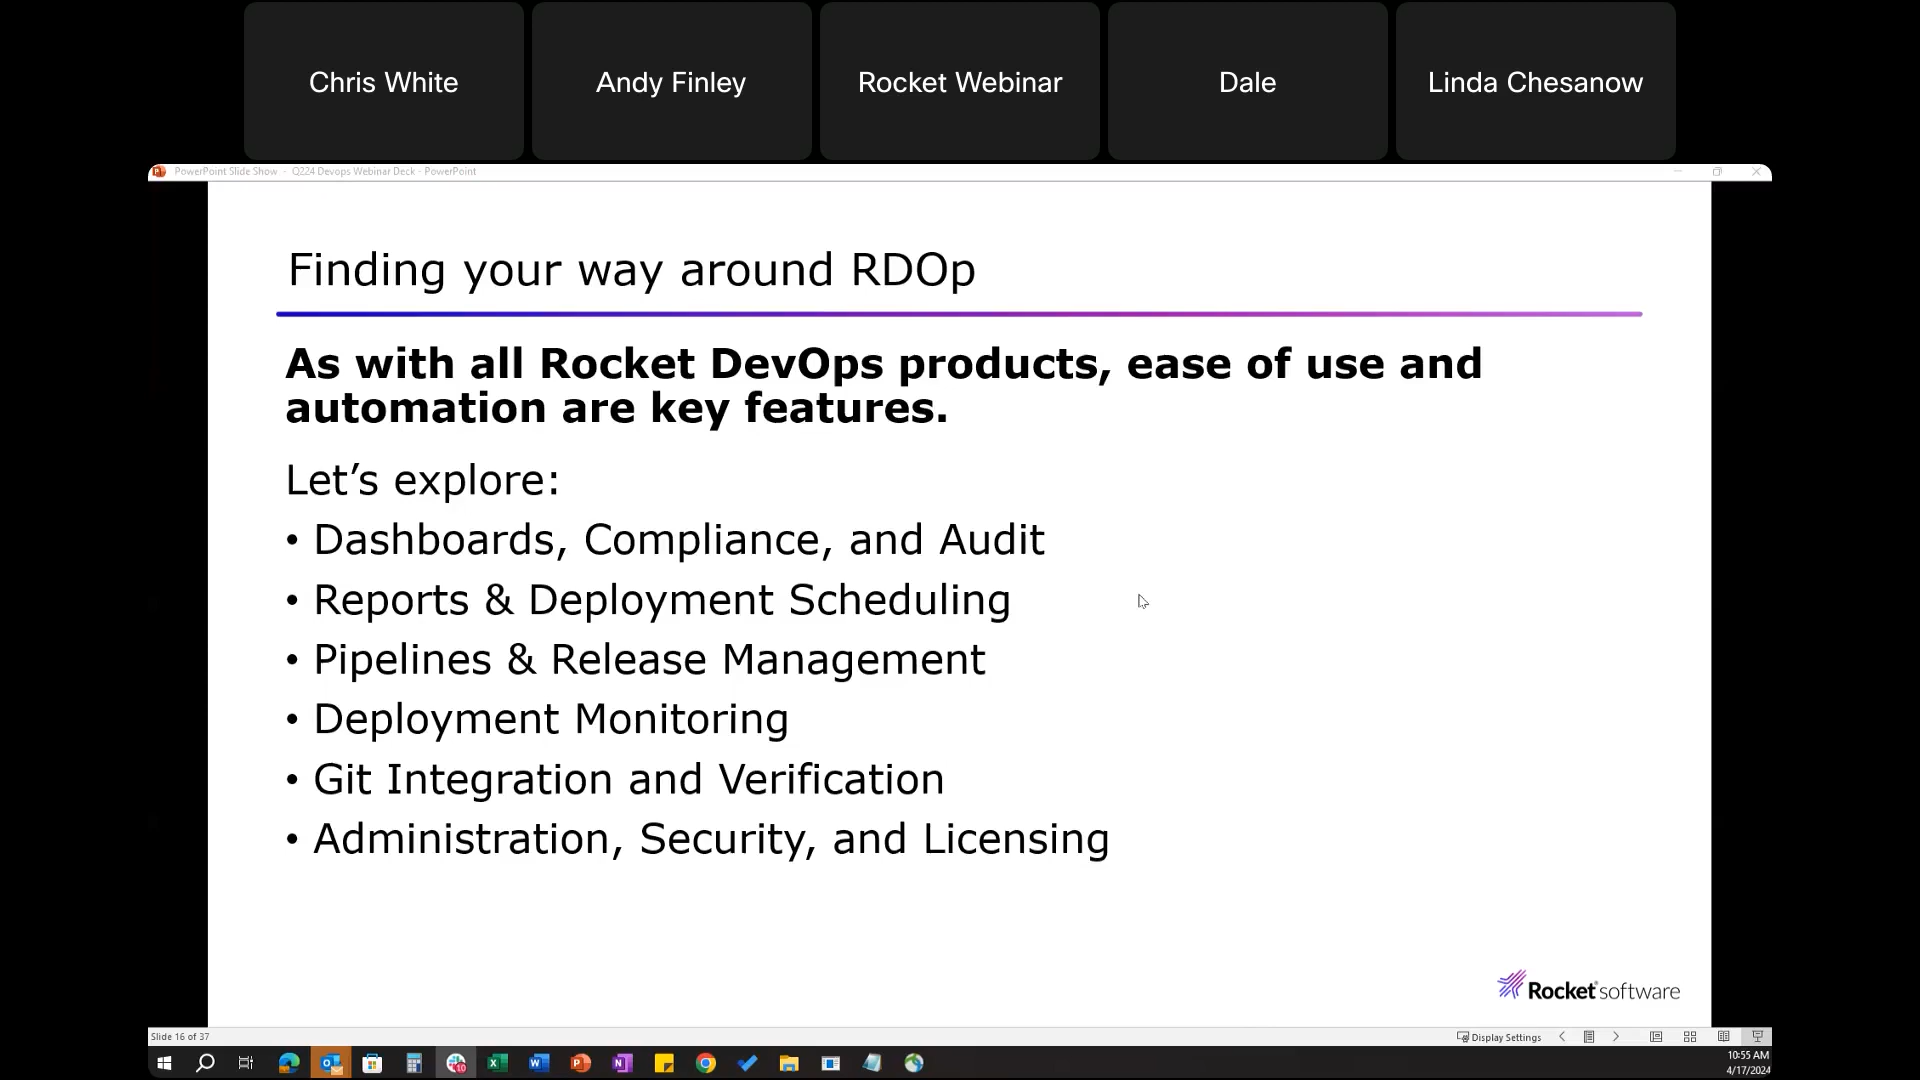 Chris White
Andy Finley
Rocket Webinar
Dale
Linda Chesanow
PowerPoint Slide Show - Q224 Devops Webinar Deck - PowerPoint
Finding your way around RDOp
As with all Rocket DevOps products, ease of use and
automation are key features.
Let’s explore:
• Dashboards, Compliance, and Audit
• Reports & Deployment Scheduling
• Pipelines & Release Management
• Deployment Monitoring
• Git Integration and Verification
• Administration, Security, and Licensing
Rocket software
Slide 16 of 37
Display Settings
10:55 AM
4/17/2024